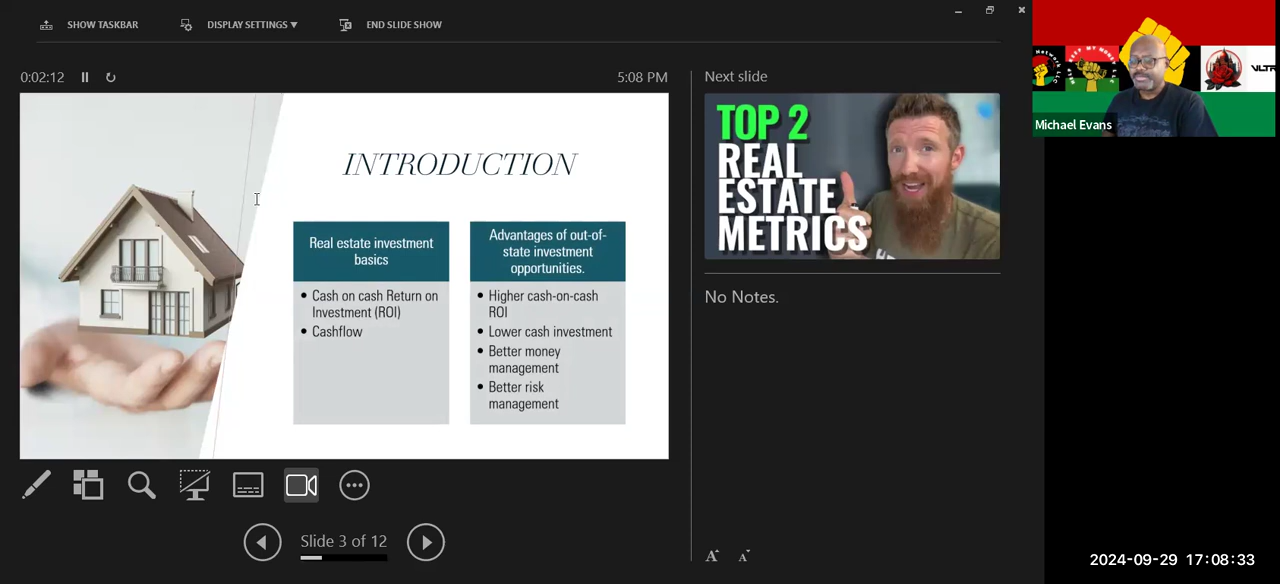 SHOW TASKBAR
DISPLAY SETTINGS ▼
END SLIDE SHOW
0:02:12
5:08 PM
Next slide
INTRODUCTION
Real estate investment
basics
• Cash on cash Return on
Investment (ROI)
• Cashflow
Advantages of out-of-
state investment
opportunities.
• Higher cash-on-cash
ROI
• Lower cash investment
• Better money
management
• Better risk
management
TOP 2
REAL
ESTATE
METRICS
No Notes.
Slide 3 of 12
A A
Michael Evans
2024-09-29 17:08:33